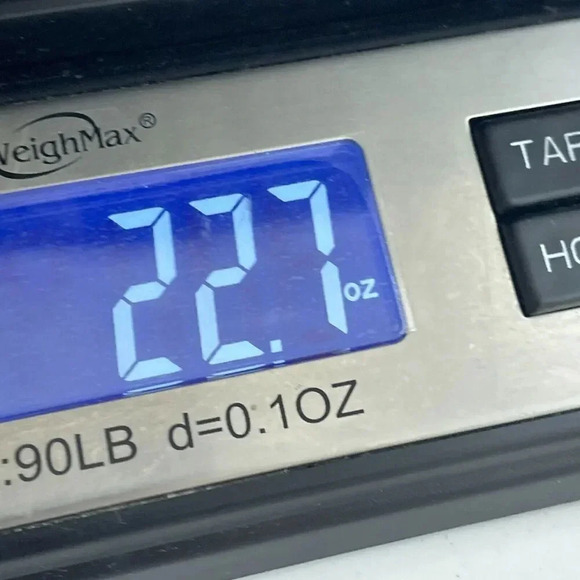 WeighMax®
TAR
HO
22.7 oz
:90LB d=0.1OZ